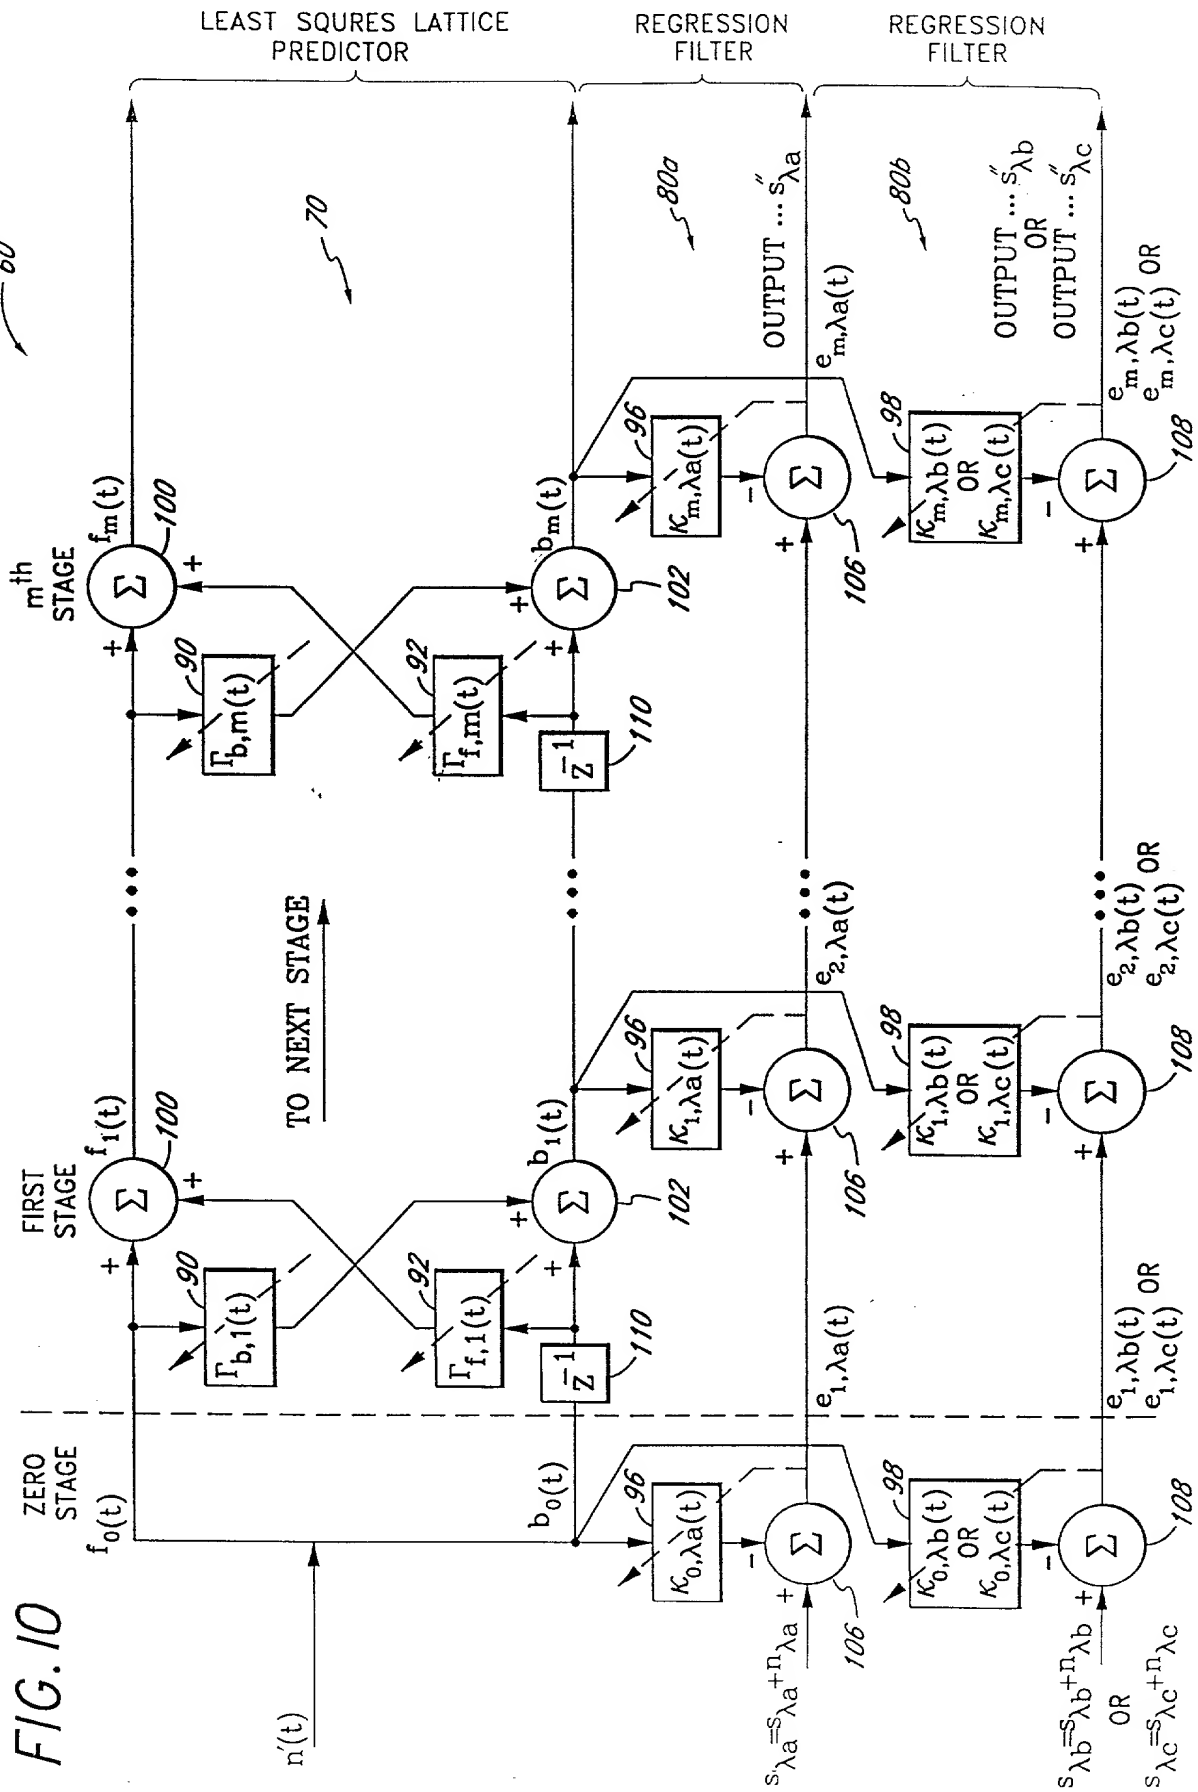 FIG. 10
60
LEAST SQURES LATTICE
PREDICTOR
REGRESSION
FILTER
REGRESSION
FILTER
70
80a
80b
ZERO
STAGE
FIRST
STAGE
mth
STAGE
TO NEXT STAGE
n'(t)
f0(t)
f1(t)
100
fm(t)
100
+
+
+
+
Σ
Σ
90
Γb,1(t)
90
Γb,m(t)
92
Γf,1(t)
92
Γf,m(t)
b0(t)
z-1
110
+
+
Σ
102
b1(t)
z-1
110
+
+
Σ
102
bm(t)
96
κ0,λa(t)
96
κ1,λa(t)
96
κm,λa(t)
s'λa=sλa+nλa
+
−
Σ
106
e1,λa(t)
+
−
Σ
106
e2,λa(t)
+
−
Σ
106
em,λa(t)
OUTPUT ... s''λa
98
κ0,λb(t)
OR
κ0,λc(t)
98
κ1,λb(t)
OR
κ1,λc(t)
98
κm,λb(t)
OR
κm,λc(t)
sλb=sλb+nλb
OR
sλc=sλc+nλc
+
−
Σ
108
e1,λb(t) OR
e1,λc(t)
+
−
Σ
108
e2,λb(t) OR
e2,λc(t)
+
−
Σ
108
em,λb(t) OR
em,λc(t)
OUTPUT ... s''λb
OR
OUTPUT ... s''λc